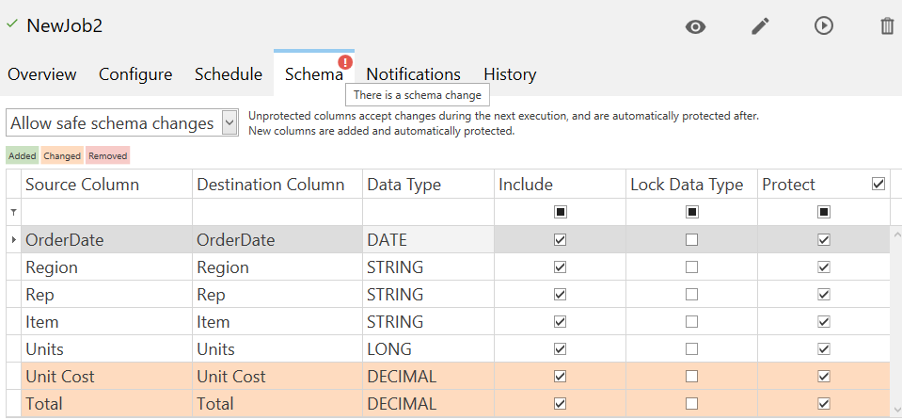 NewJob2
Overview Configure Schedule Schema ! Notifications History
There is a schema change
Allow safe schema changes
Unprotected columns accept changes during the next execution, and are automatically protected after.
New columns are added and automatically protected.
Added Changed Removed
Source Column Destination Column Data Type Include Lock Data Type Protect
OrderDate OrderDate DATE
Region Region STRING
Rep Rep STRING
Item Item STRING
Units Units LONG
Unit Cost Unit Cost DECIMAL
Total Total DECIMAL